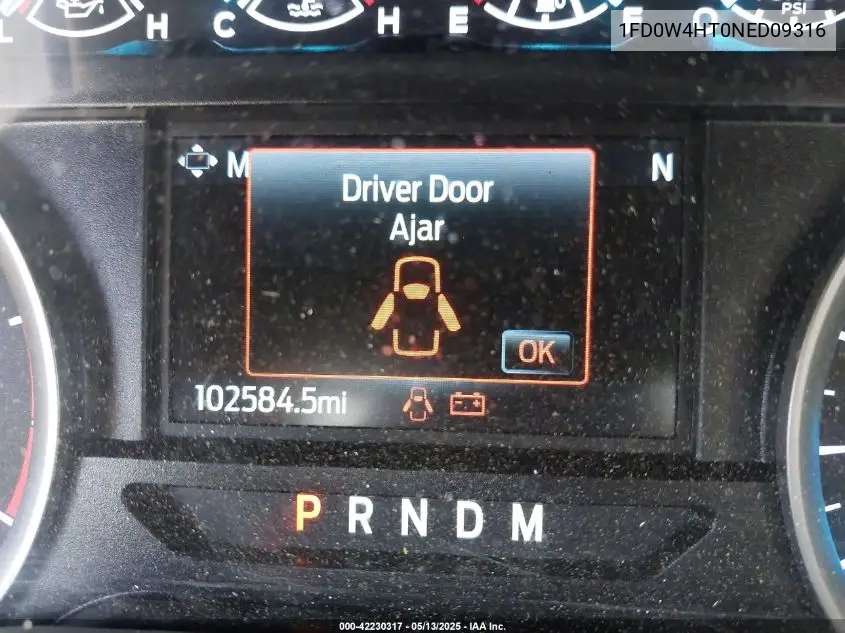 L H C H E F O PSI
1FD0W4HT0NED09316
M N
Driver Door
Ajar
OK
102584.5mi
P R N D M
000-42230317 - 05/13/2025 - IAA Inc.